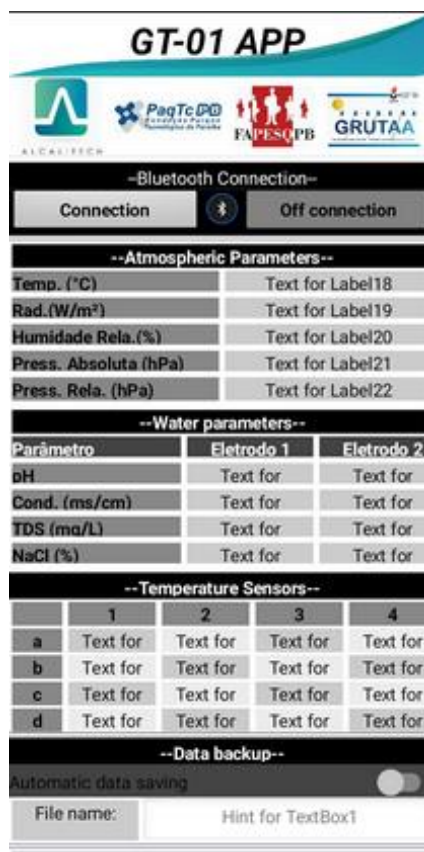 GT-01 APP
ALCALITECH
PaqTcPB
Fundação Parque Tecnológico da Paraíba
FAPESQPB
GRUTAA
--Bluetooth Connection--
Connection Off connection
--Atmospheric Parameters--
Temp. (°C) Text for Label18
Rad.(W/m²) Text for Label19
Humidade Rela.(%) Text for Label20
Press. Absoluta (hPa) Text for Label21
Press. Rela. (hPa) Text for Label22
--Water parameters--
Parâmetro Eletrodo 1 Eletrodo 2
pH Text for Text for
Cond. (ms/cm) Text for Text for
TDS (mg/L) Text for Text for
NaCl (%) Text for Text for
--Temperature Sensors--
1 2 3 4
a Text for Text for Text for Text for
b Text for Text for Text for Text for
c Text for Text for Text for Text for
d Text for Text for Text for Text for
--Data backup--
Automatic data saving
File name: Hint for TextBox1